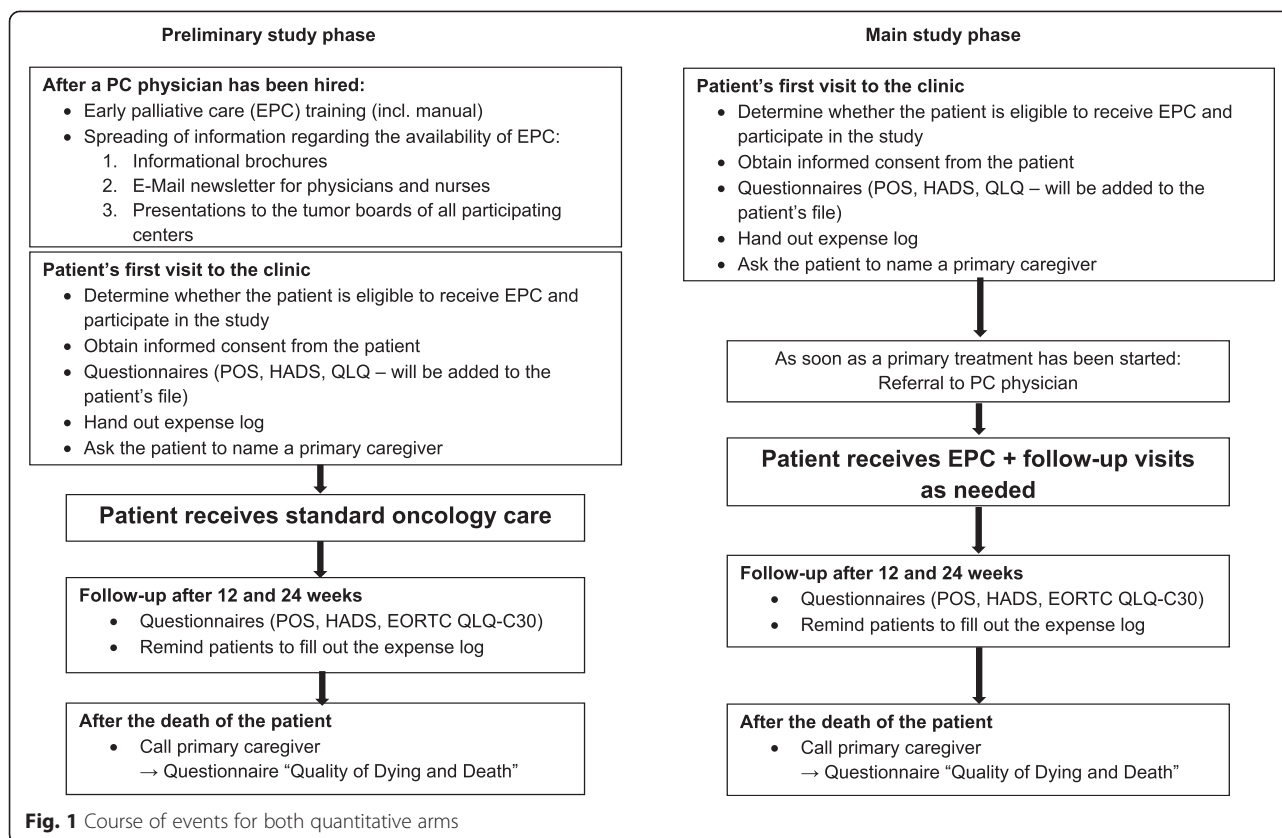 Preliminary study phase
After a PC physician has been hired:
• Early palliative care (EPC) training (incl. manual)
• Spreading of information regarding the availability of EPC:
1. Informational brochures
2. E-Mail newsletter for physicians and nurses
3. Presentations to the tumor boards of all participating
centers
Patient's first visit to the clinic
• Determine whether the patient is eligible to receive EPC and
participate in the study
• Obtain informed consent from the patient
• Questionnaires (POS, HADS, QLQ – will be added to the
patient's file)
• Hand out expense log
• Ask the patient to name a primary caregiver
Patient receives standard oncology care
Follow-up after 12 and 24 weeks
• Questionnaires (POS, HADS, EORTC QLQ-C30)
• Remind patients to fill out the expense log
After the death of the patient
• Call primary caregiver
→ Questionnaire “Quality of Dying and Death”
Main study phase
Patient's first visit to the clinic
• Determine whether the patient is eligible to receive EPC and
participate in the study
• Obtain informed consent from the patient
• Questionnaires (POS, HADS, QLQ – will be added to the
patient's file)
• Hand out expense log
• Ask the patient to name a primary caregiver
As soon as a primary treatment has been started:
Referral to PC physician
Patient receives EPC + follow-up visits
as needed
Follow-up after 12 and 24 weeks
• Questionnaires (POS, HADS, EORTC QLQ-C30)
• Remind patients to fill out the expense log
After the death of the patient
• Call primary caregiver
→ Questionnaire “Quality of Dying and Death”
Fig. 1 Course of events for both quantitative arms